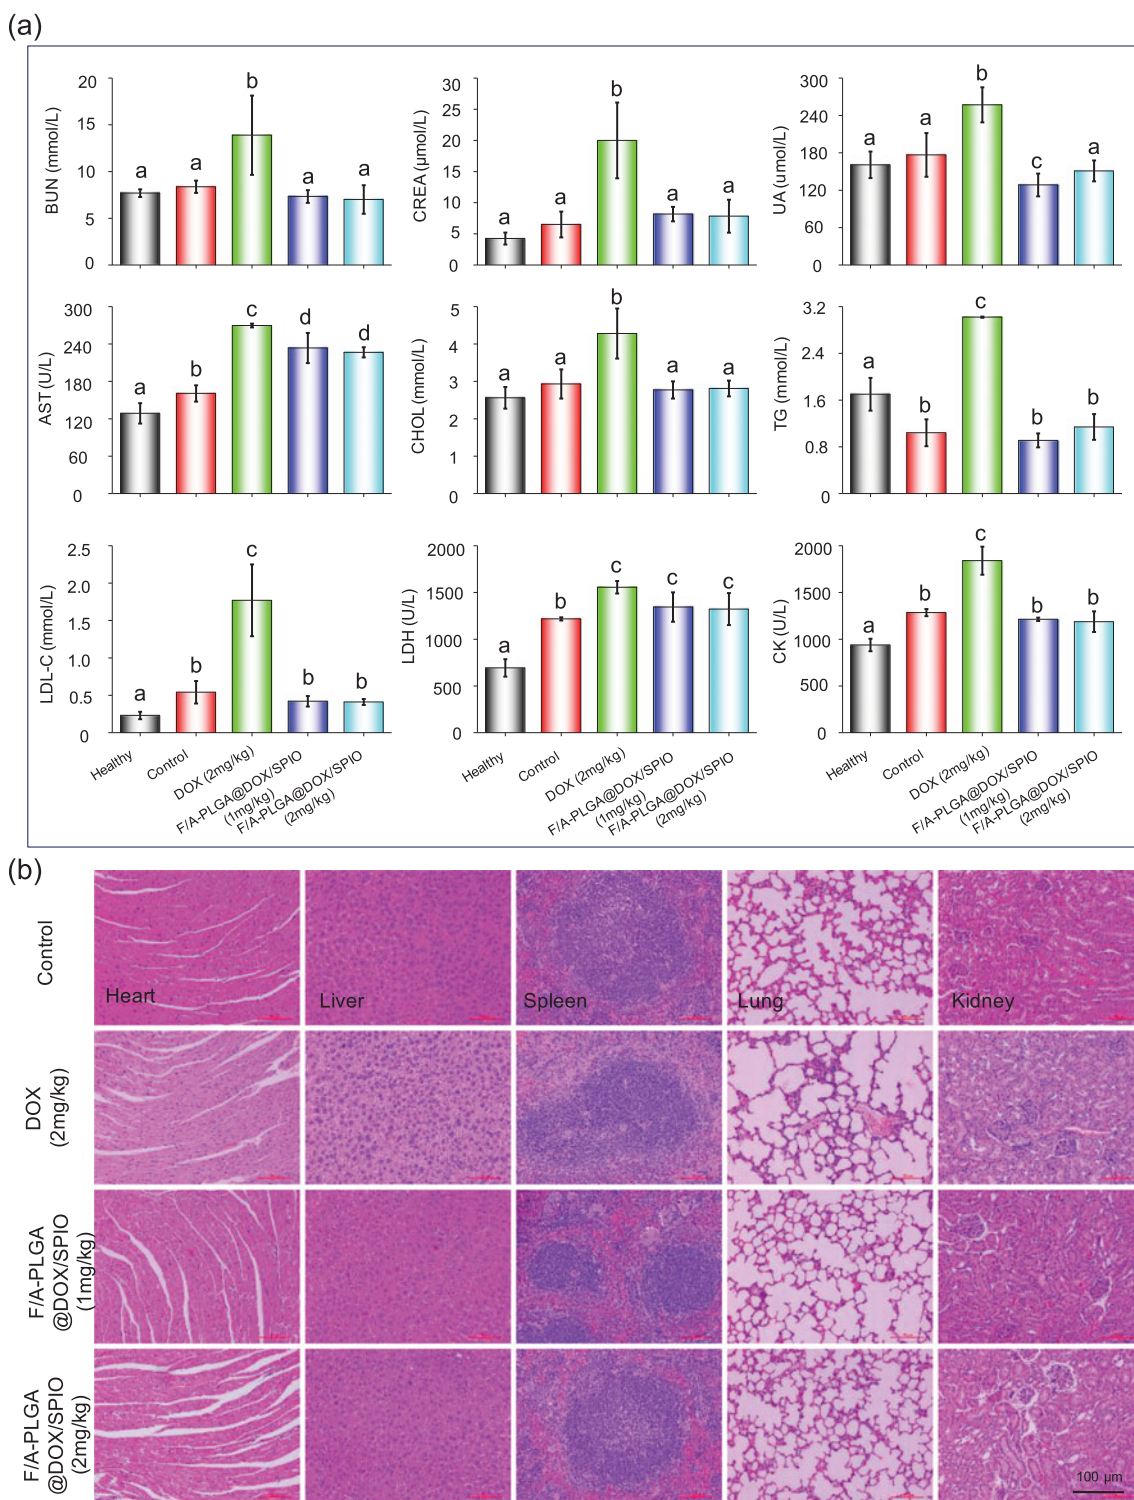 (a)
20
15
10
5
0
BUN (mmol/L)
a
a
b
a
a
30
25
20
15
10
5
0
CREA (μmol/L)
a
a
b
a
a
300
240
180
120
60
0
UA (umol/L)
a
a
b
c
a
300
240
180
120
60
0
AST (U/L)
a
b
c
d
d
5
4
3
2
1
0
CHOL (mmol/L)
a
a
b
a
a
3.2
2.4
1.6
0.8
0
TG (mmol/L)
a
b
c
b
b
2.5
2.0
1.5
1.0
0.5
0
LDL-C (mmol/L)
a
b
c
b
b
Healthy
Control
DOX (2mg/kg)
F/A-PLGA@DOX/SPIO
(1mg/kg)
F/A-PLGA@DOX/SPIO
(2mg/kg)
2000
1500
1000
500
0
LDH (U/L)
a
b
c
c
c
Healthy
Control
DOX (2mg/kg)
F/A-PLGA@DOX/SPIO
(1mg/kg)
F/A-PLGA@DOX/SPIO
(2mg/kg)
2000
1500
1000
500
0
CK (U/L)
a
b
c
b
b
Healthy
Control
DOX (2mg/kg)
F/A-PLGA@DOX/SPIO
(1mg/kg)
F/A-PLGA@DOX/SPIO
(2mg/kg)
(b)
Control
Heart
Liver
Spleen
Lung
Kidney
DOX
(2mg/kg)
F/A-PLGA
@DOX/SPIO
(1mg/kg)
F/A-PLGA
@DOX/SPIO
(2mg/kg)
100 μm